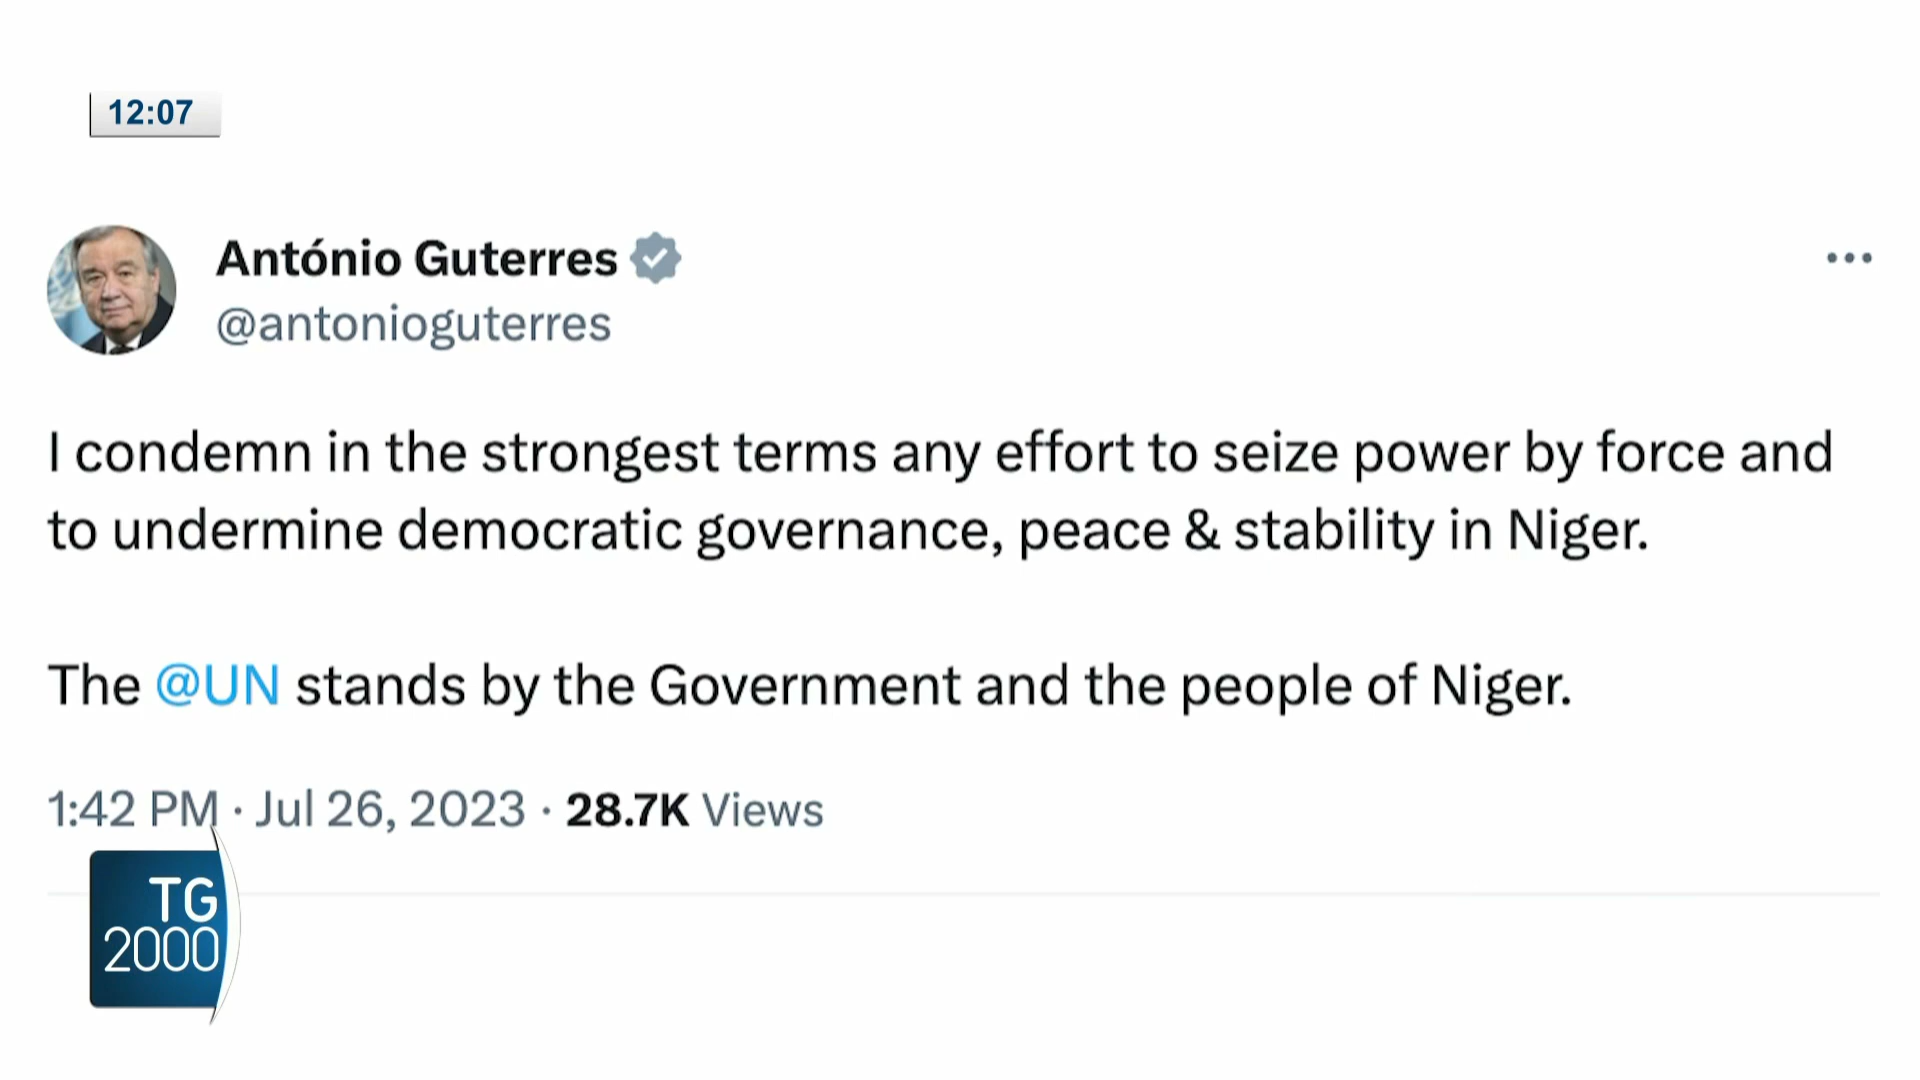 12:07
António Guterres
@antonioguterres
I condemn in the strongest terms any effort to seize power by force and
to undermine democratic governance, peace & stability in Niger.
The @UN stands by the Government and the people of Niger.
1:42 PM · Jul 26, 2023 · 28.7K Views
TG
2000